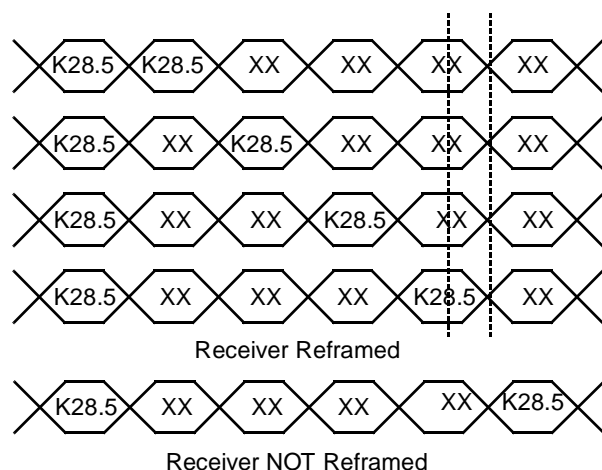 K28.5 K28.5 XX XX XX XX
K28.5 XX K28.5 XX XX XX
K28.5 XX XX K28.5 XX XX
K28.5 XX XX XX K28.5 XX
Receiver Reframed
K28.5 XX XX XX XX K28.5
Receiver NOT Reframed